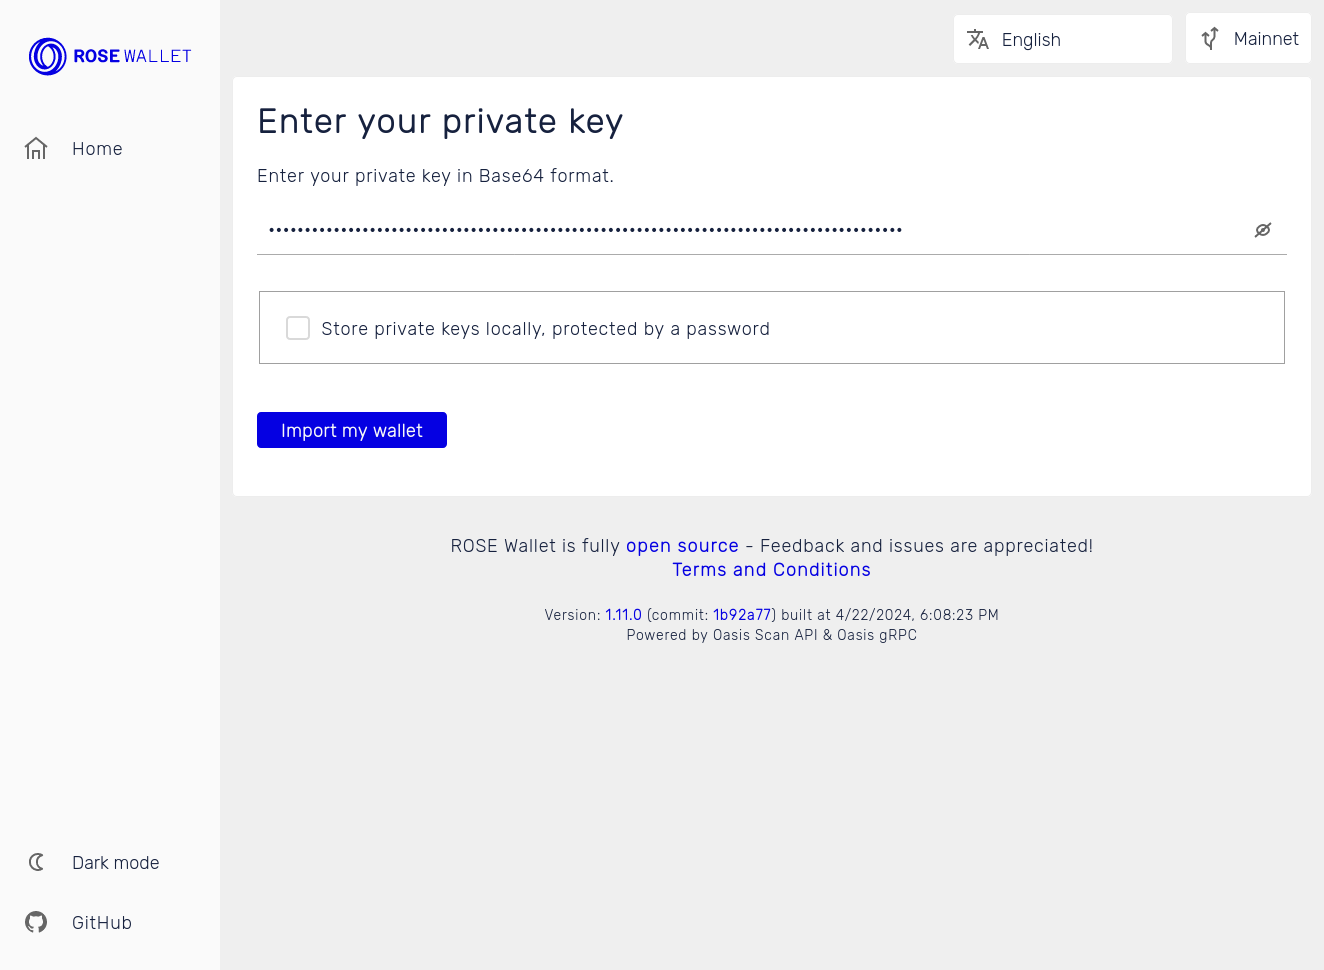 ROSE WALLET
English
Mainnet
Home
Enter your private key
Enter your private key in Base64 format.
Store private keys locally, protected by a password
Import my wallet
ROSE Wallet is fully open source - Feedback and issues are appreciated!
Terms and Conditions
Version: 1.11.0 (commit: 1b92a77) built at 4/22/2024, 6:08:23 PM
Powered by Oasis Scan API & Oasis gRPC
Dark mode
GitHub